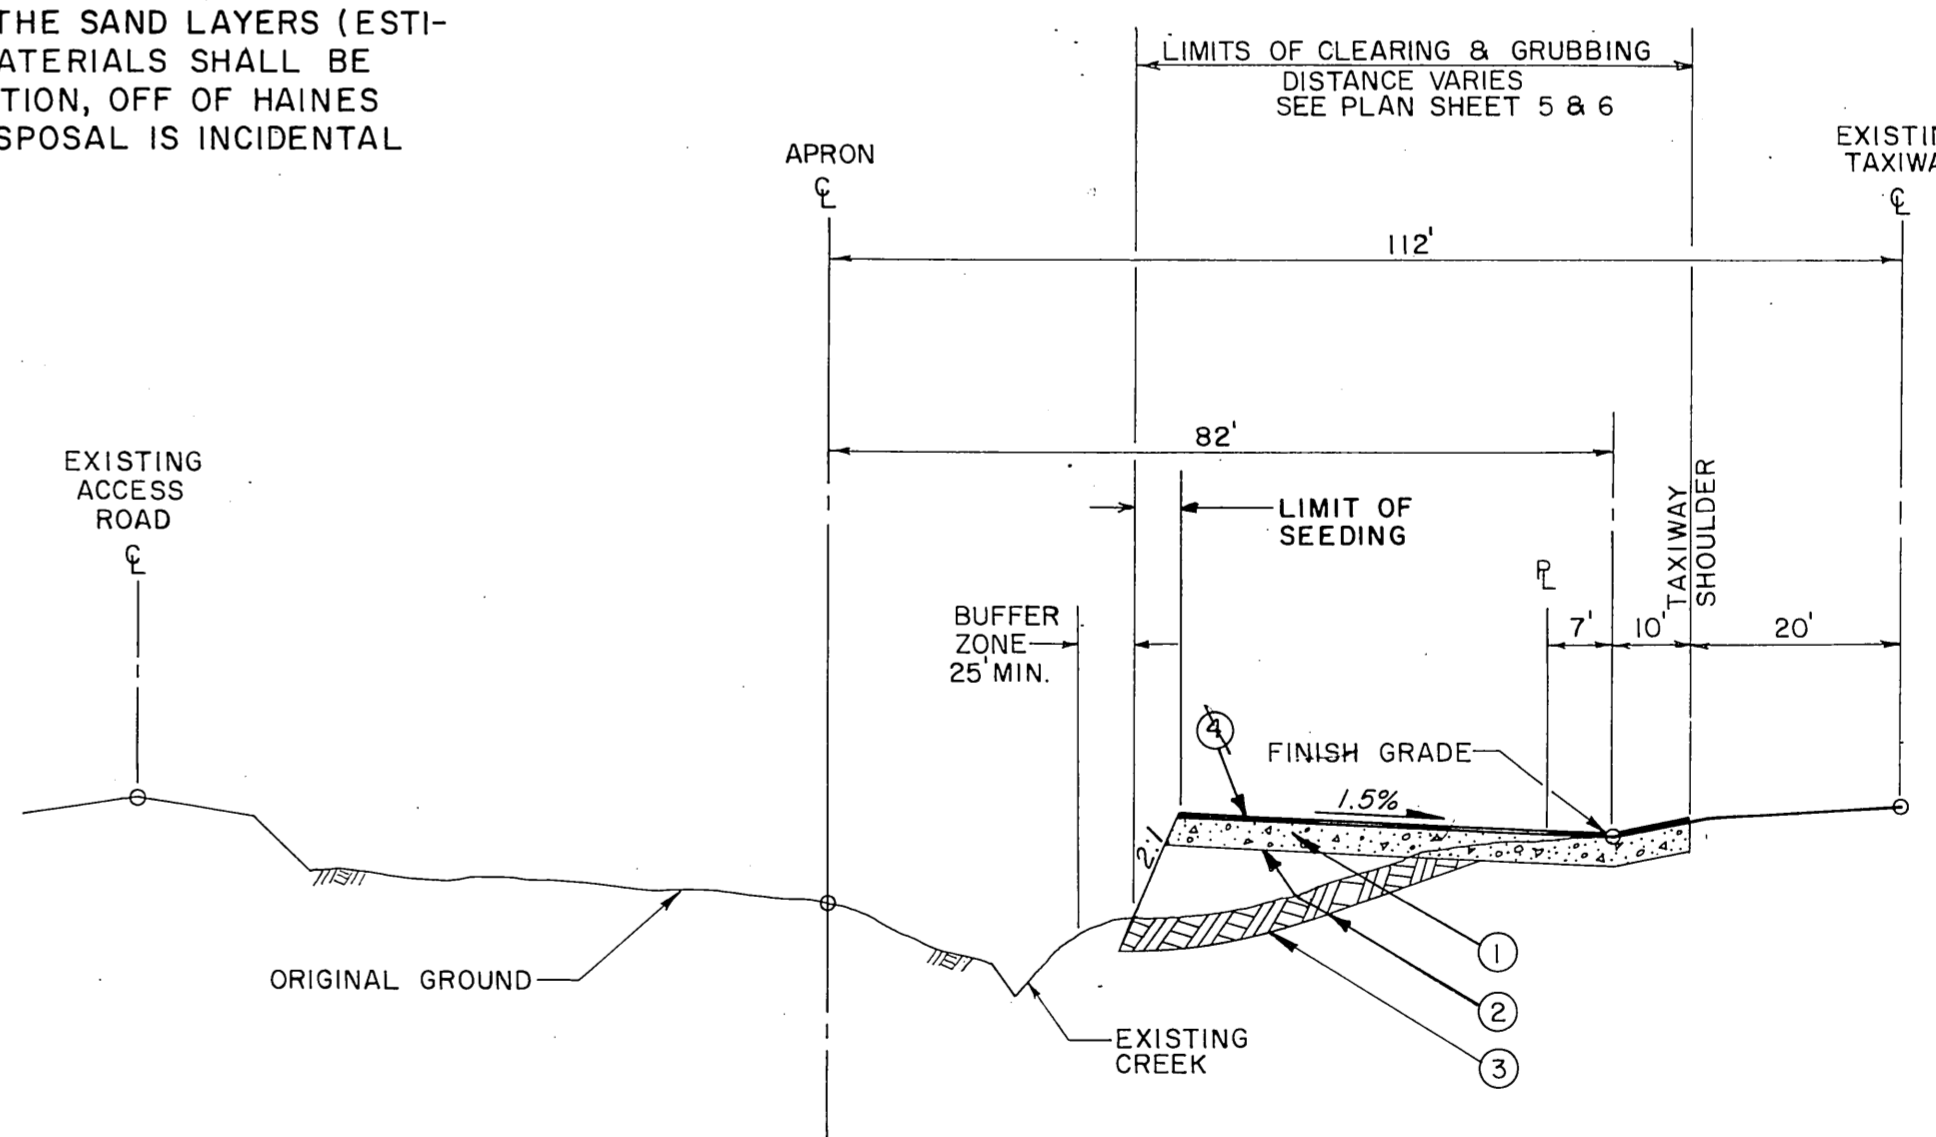 THE SAND LAYERS (ESTI-
ATERIALS SHALL BE
TION, OFF OF HAINES
SPOSAL IS INCIDENTAL
LIMITS OF CLEARING & GRUBBING
DISTANCE VARIES
SEE PLAN SHEET 5 & 6
APRON
℄
EXISTIN
TAXIWA
℄
112'
82'
EXISTING
ACCESS
ROAD
℄
LIMIT OF
SEEDING
TAXIWAY
SHOULDER
PL
BUFFER
ZONE
25' MIN.
7'
10'
20'
4
FINISH GRADE
1.5%
2:1
ORIGINAL GROUND
EXISTING
CREEK
1
2
3